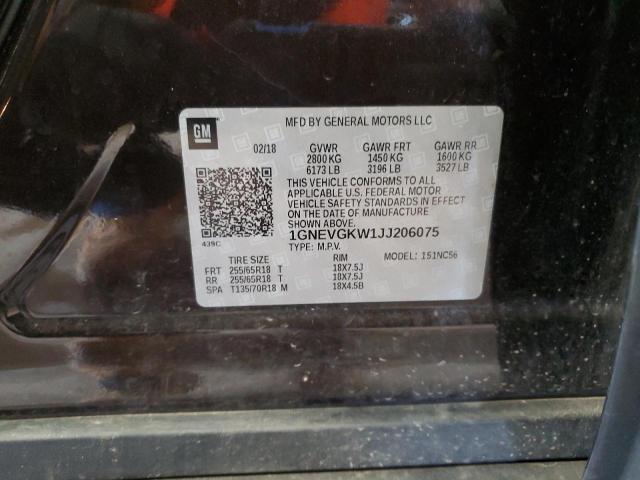 GM
MFD BY GENERAL MOTORS LLC
02/18 GVWR GAWR FRT GAWR RR
2800 KG 1450 KG 1600 KG
6173 LB 3196 LB 3527 LB
THIS VEHICLE CONFORMS TO ALL
APPLICABLE U.S. FEDERAL MOTOR
VEHICLE SAFETY STANDARDS IN EFFECT
ON THE DATE OF MANUFACTURE
SHOWN ABOVE.
1GNEVGKW1JJ206075
439C
TYPE: M.P.V. MODEL: 151NC56
TIRE SIZE RIM
FRT 255/65R18 T 18X7.5J
RR 255/65R18 T 18X7.5J
SPA T135/70R18 M 18X4.5B